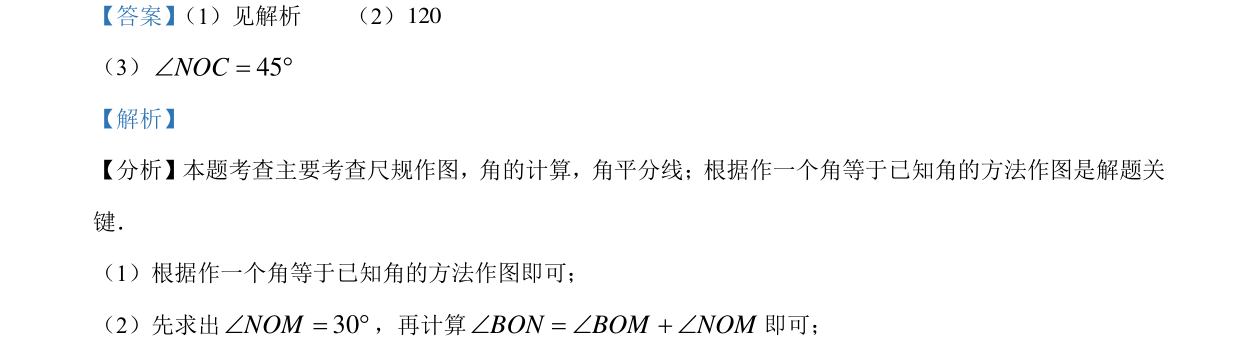 【答案】（1）见解析 （2）120
（3）∠NOC = 45°
【解析】
【分析】本题考查主要考查尺规作图，角的计算，角平分线；根据作一个角等于已知角的方法作图是解题关
键．
（1）根据作一个角等于已知角的方法作图即可；
（2）先求出∠NOM = 30°，再计算∠BON = ∠BOM + ∠NOM 即可；